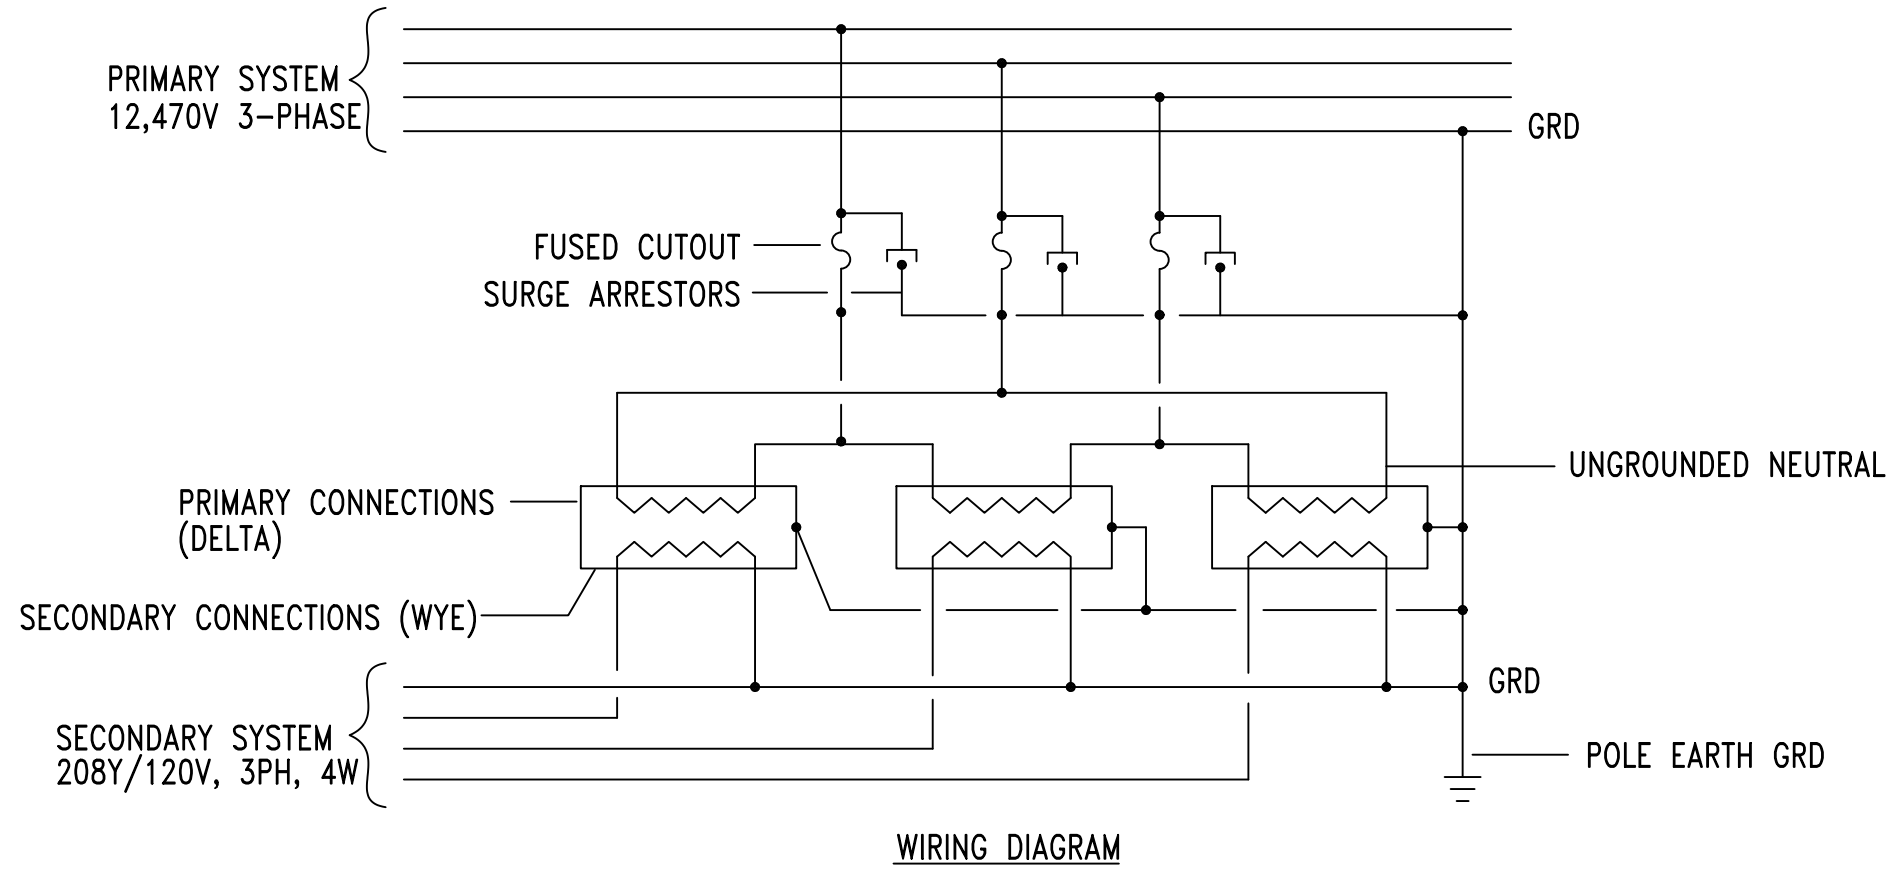 PRIMARY SYSTEM
12,470V 3-PHASE
GRD
FUSED CUTOUT
SURGE ARRESTORS
UNGROUNDED NEUTRAL
PRIMARY CONNECTIONS
(DELTA)
SECONDARY CONNECTIONS (WYE)
GRD
SECONDARY SYSTEM
208Y/120V, 3PH, 4W
POLE EARTH GRD
WIRING DIAGRAM